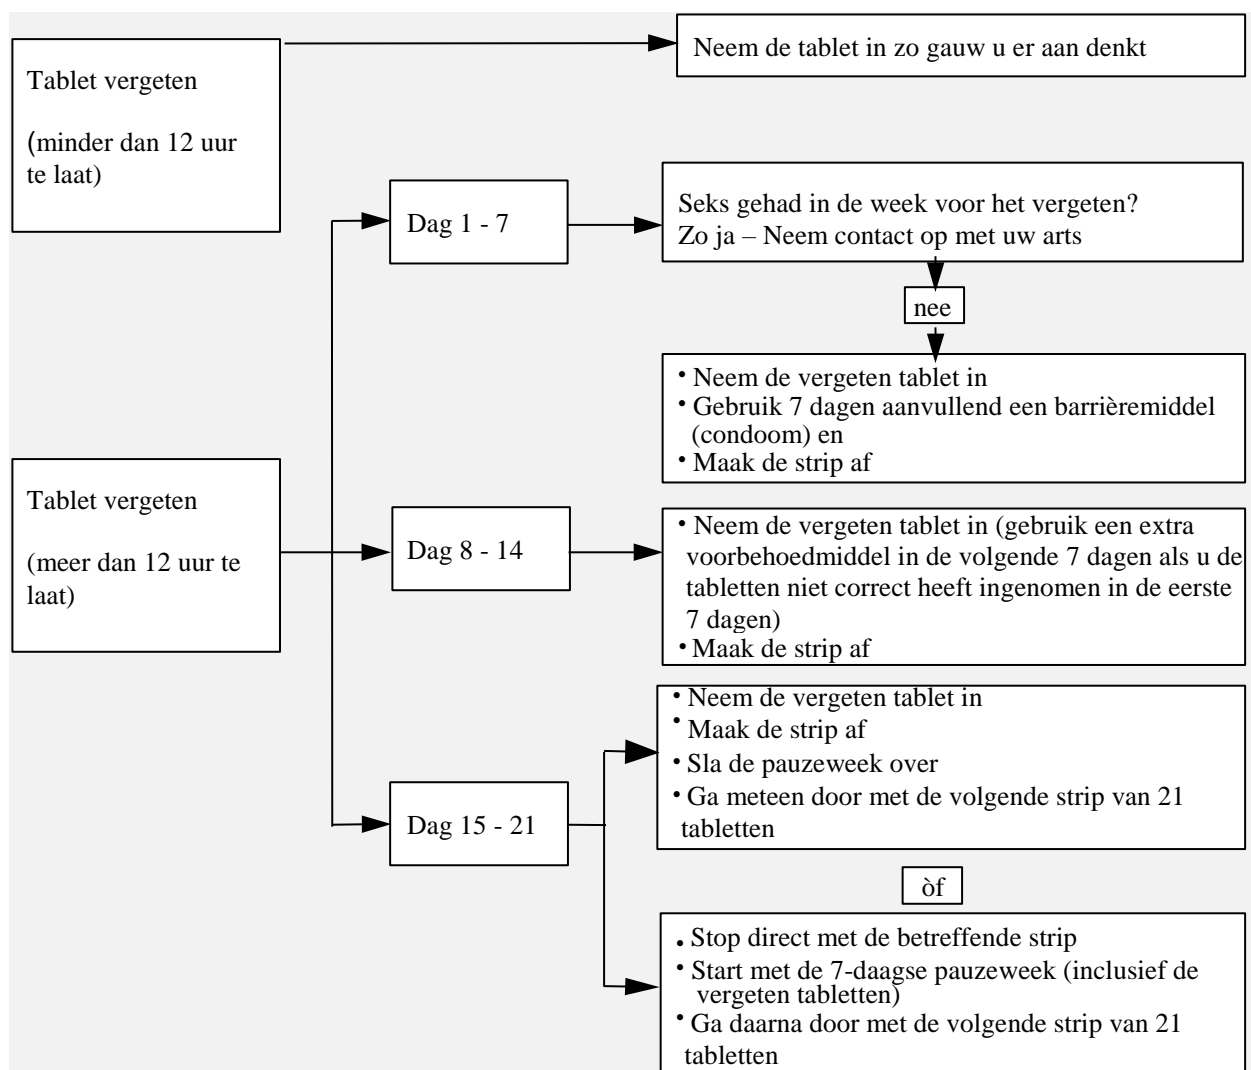 Tablet vergeten
(minder dan 12 uur
te laat)
Neem de tablet in zo gauw u er aan denkt
Tablet vergeten
(meer dan 12 uur te
laat)
Dag 1 - 7
Seks gehad in de week voor het vergeten?
Zo ja – Neem contact op met uw arts
nee
• Neem de vergeten tablet in
• Gebruik 7 dagen aanvullend een barrièremiddel
(condoom) en
• Maak de strip af
Dag 8 - 14
• Neem de vergeten tablet in (gebruik een extra
voorbehoedmiddel in de volgende 7 dagen als u de
tabletten niet correct heeft ingenomen in de eerste
7 dagen)
• Maak de strip af
Dag 15 - 21
• Neem de vergeten tablet in
• Maak de strip af
• Sla de pauzeweek over
• Ga meteen door met de volgende strip van 21
tabletten
òf
• Stop direct met de betreffende strip
• Start met de 7-daagse pauzeweek (inclusief de
vergeten tabletten)
• Ga daarna door met de volgende strip van 21
tabletten